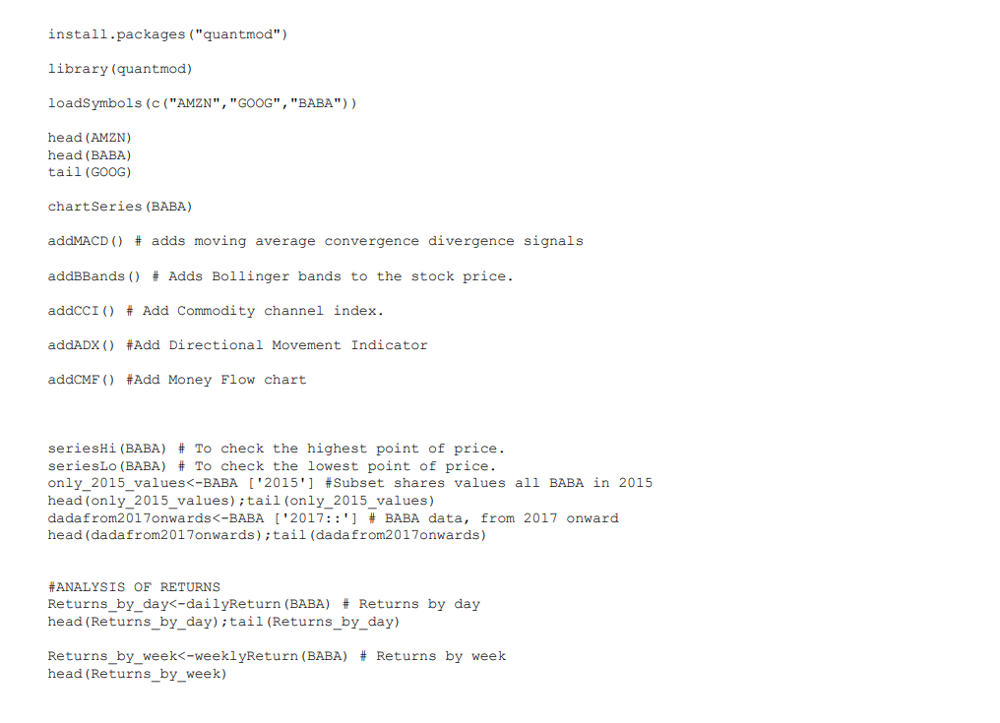 install.packages("quantmod")
library(quantmod)
loadSymbols(c("AMZN","GOOG","BABA"))
head(AMZN)
head(BABA)
tail(GOOG)
chartSeries(BABA)
addMACD() # adds moving average convergence divergence signals
addBBands() # Adds Bollinger bands to the stock price.
addCCI() # Add Commodity channel index.
addADX() #Add Directional Movement Indicator
addCMF() #Add Money Flow chart
seriesHi(BABA) # To check the highest point of price.
seriesLo(BABA) # To check the lowest point of price.
only_2015_values<-BABA ['2015'] #Subset shares values all BABA in 2015
head(only_2015_values);tail(only_2015_values)
dadafrom2017onwards<-BABA ['2017::'] # BABA data, from 2017 onward
head(dadafrom2017onwards);tail(dadafrom2017onwards)
#ANALYSIS OF RETURNS
Returns_by_day<-dailyReturn(BABA) # Returns by day
head(Returns_by_day);tail(Returns_by_day)
Returns_by_week<-weeklyReturn(BABA) # Returns by week
head(Returns_by_week)